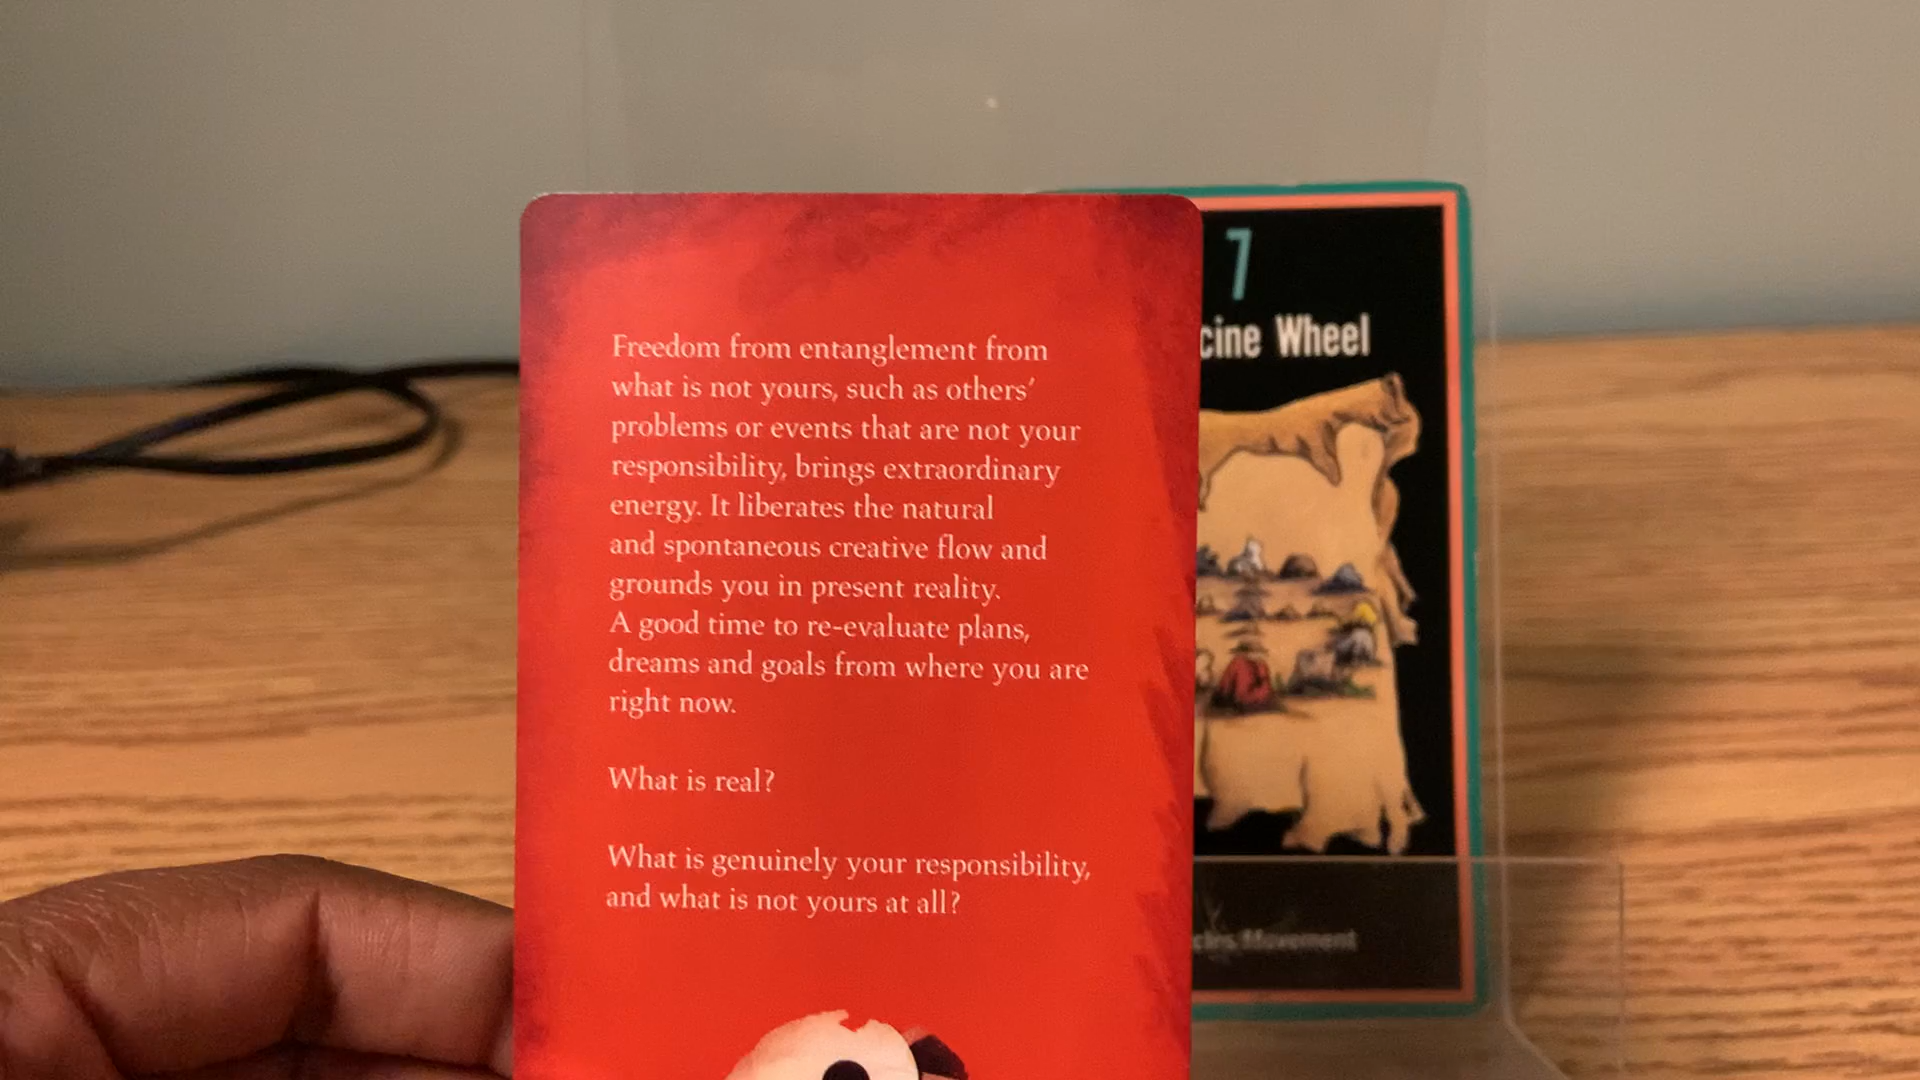 Freedom from entanglement from
what is not yours, such as others'
problems or events that are not your
responsibility, brings extraordinary
energy. It liberates the natural
and spontaneous creative flow and
grounds you in present reality.
A good time to re-evaluate plans,
dreams and goals from where you are
right now.
What is real?
What is genuinely your responsibility,
and what is not yours at all?
7
Wheel
Movement